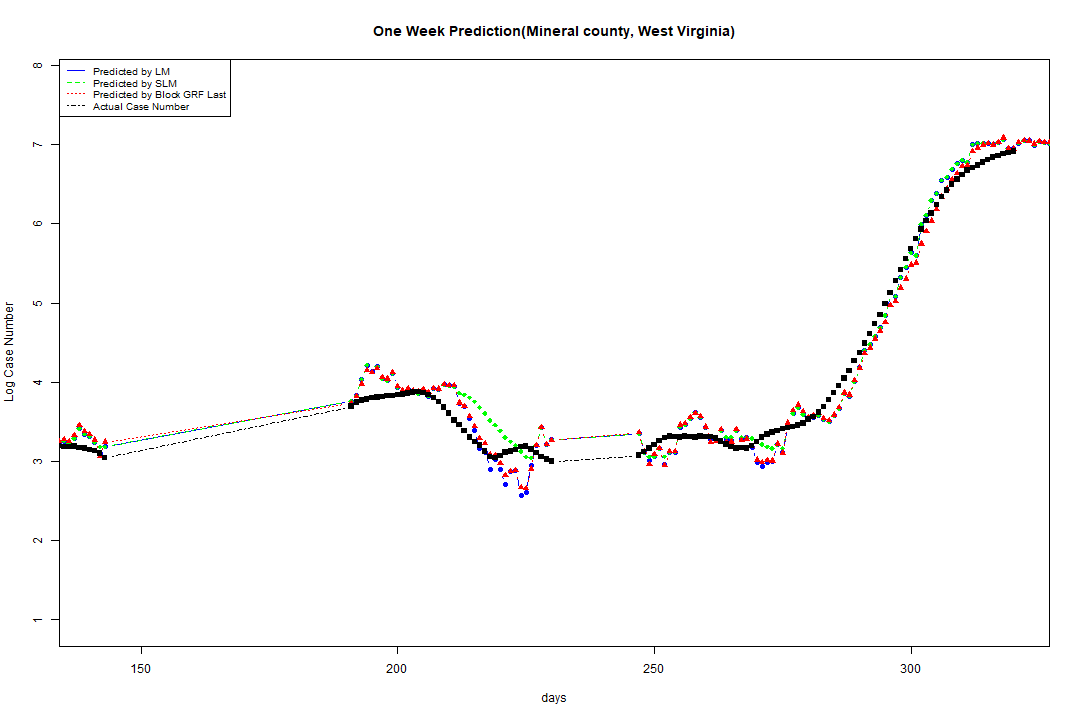 One Week Prediction(Mineral county, West Virginia)
Predicted by LM
Predicted by SLM
Predicted by Block GRF Last
Actual Case Number
8
7
6
5
4
3
2
1
Log Case Number
150
200
250
300
days